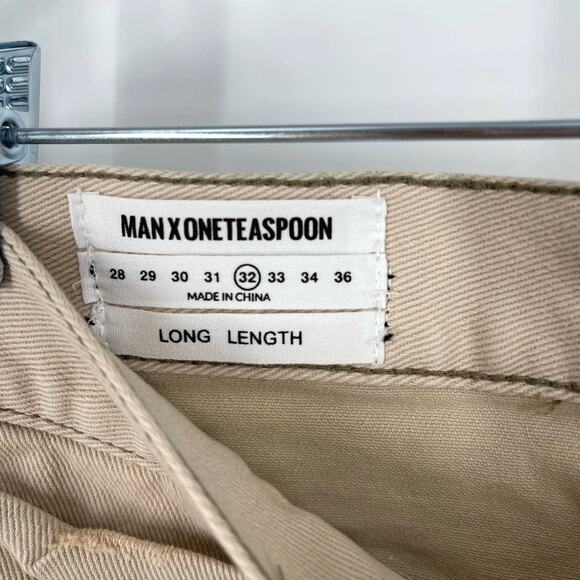 MAN X ONETEASPOON
28 29 30 31 32 33 34 36
MADE IN CHINA
LONG LENGTH